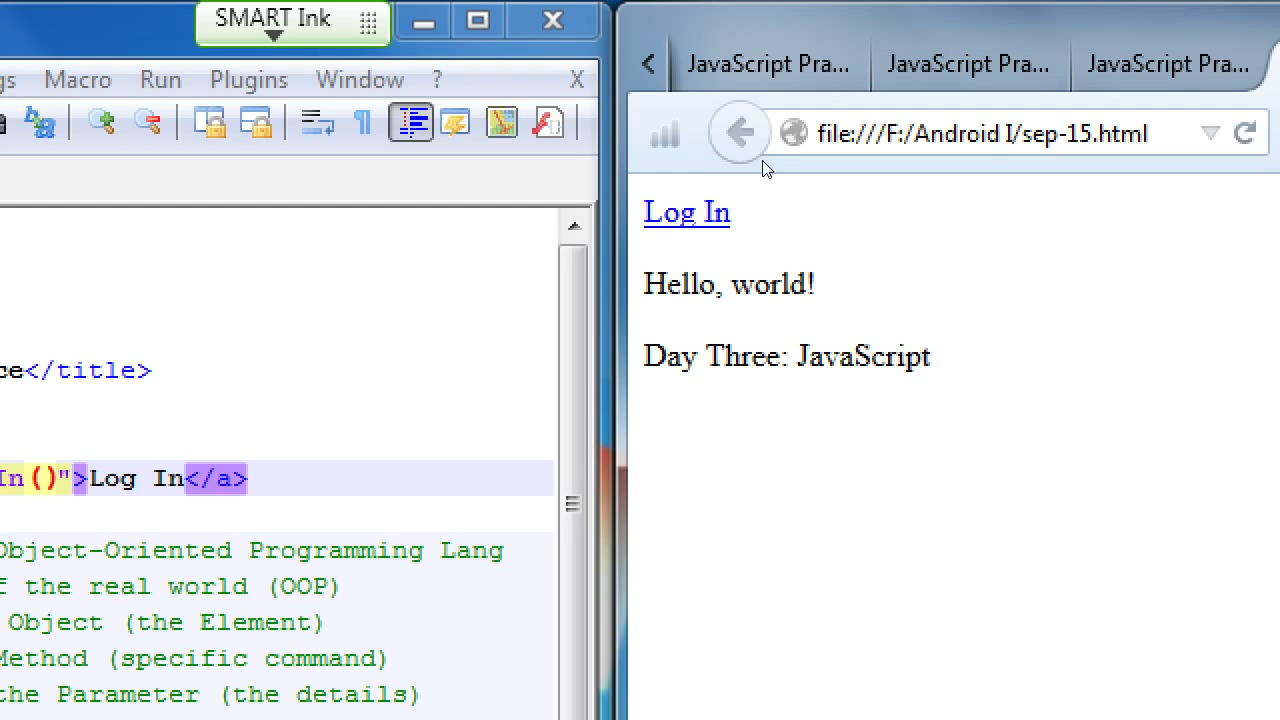 SMART Ink
gs Macro Run Plugins Window ? X
JavaScript Pra... JavaScript Pra... JavaScript Pra...
file:///F:/Android I/sep-15.html
Log In
Hello, world!
Day Three: JavaScript
ce</title>
In()">Log In</a>
Object-Oriented Programming Lang
f the real world (OOP)
Object (the Element)
Method (specific command)
the Parameter (the details)